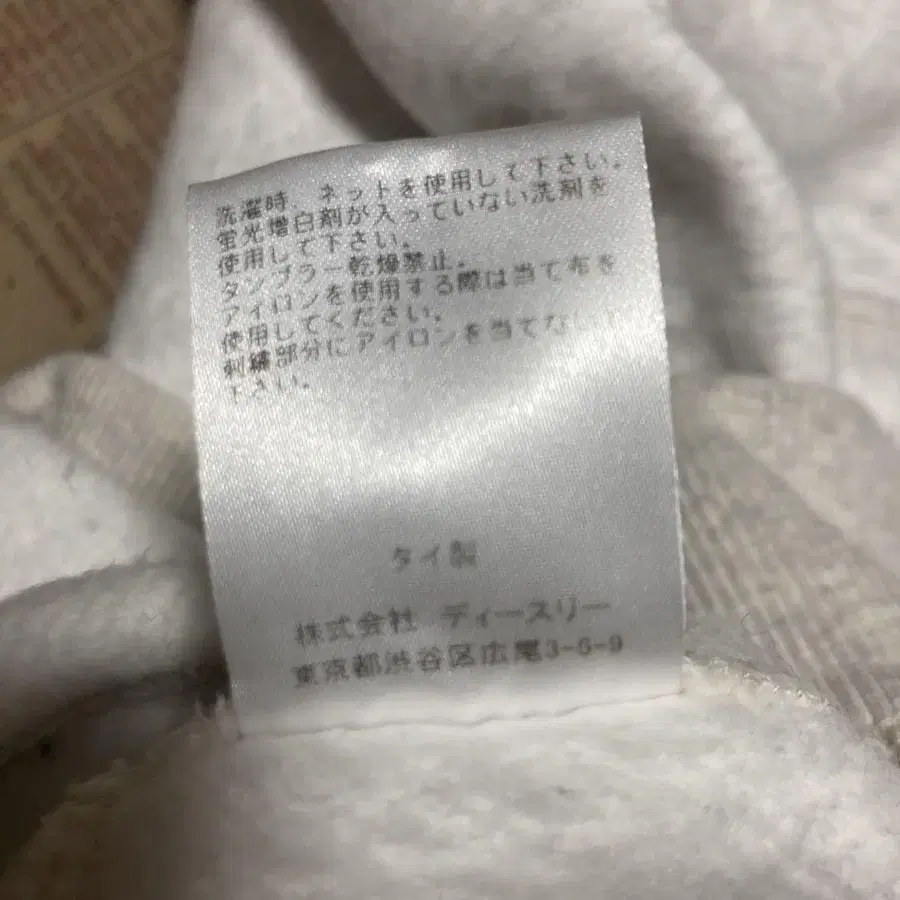 洗濯時、ネットを使用して下さい。
蛍光増白剤が入っていない洗剤を
使用して下さい。
タンブラー乾燥禁止。
アイロンを使用する際は当て布を
使用してください。
刺繍部分にアイロンを当てないで
下さい。
タイ製
株式会社 ディースリー
東京都渋谷区広尾3-6-9